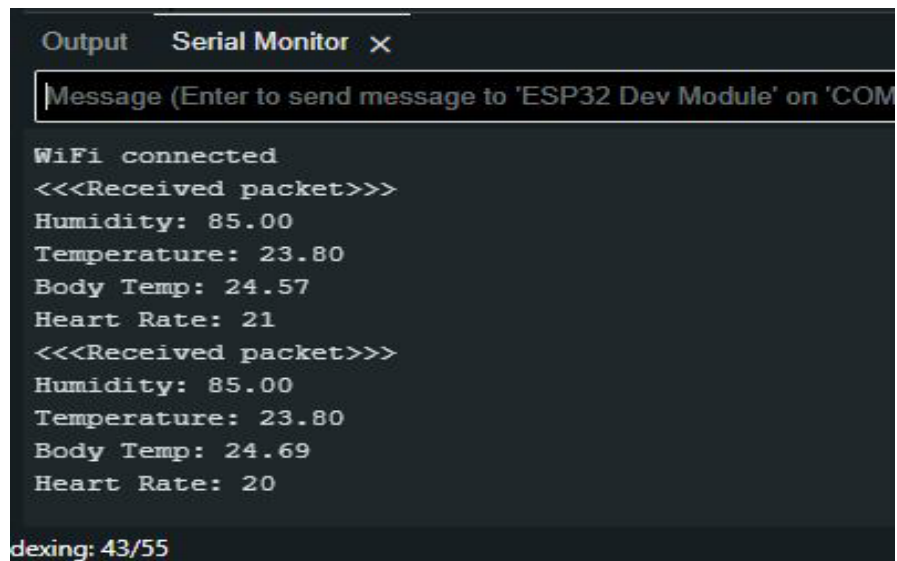 Output Serial Monitor
Message (Enter to send message to 'ESP32 Dev Module' on 'COM
WiFi connected
<<<Received packet>>>
Humidity: 85.00
Temperature: 23.80
Body Temp: 24.57
Heart Rate: 21
<<<Received packet>>>
Humidity: 85.00
Temperature: 23.80
Body Temp: 24.69
Heart Rate: 20
dexing: 43/55